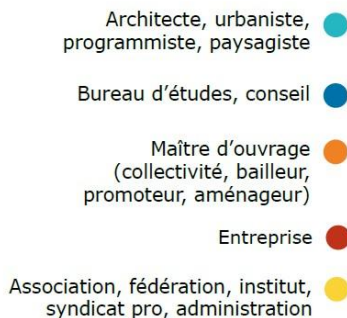 Architecte, urbaniste,
programmiste, paysagiste
Bureau d'études, conseil
Maître d'ouvrage
(collectivité, bailleur,
promoteur, aménageur)
Entreprise
Association, fédération, institut,
syndicat pro, administration